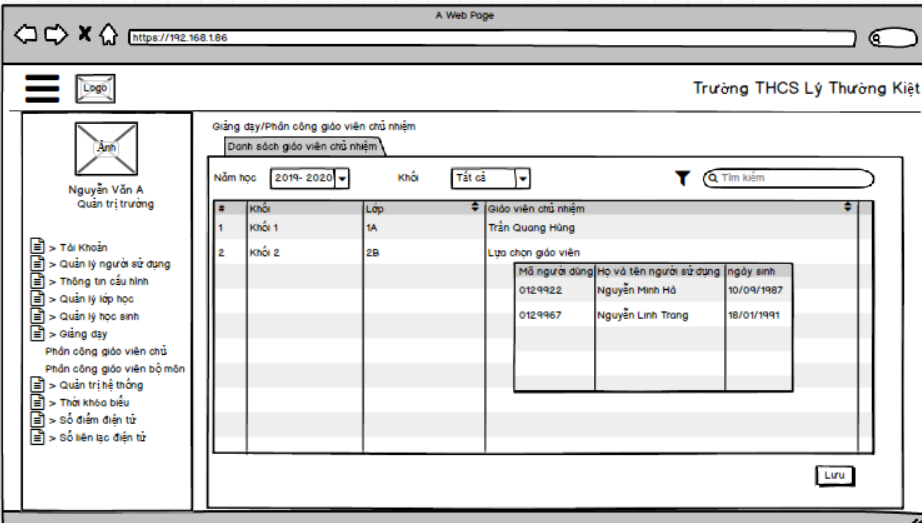 A Web Page
https://192.168.1.86
Logo
Trường THCS Lý Thường Kiệt
Ảnh
Nguyễn Văn A
Quản trị trường
> Tài Khoản
> Quản lý người sử dụng
> Thông tin cấu hình
> Quản lý lớp học
> Quản lý học sinh
> Giảng dạy
Phân công giáo viên chủ
Phân công giáo viên bộ môn
> Quản trị hệ thống
> Thời khóa biểu
> Sổ điểm điện tử
> Sổ liên lạc điện tử
Giảng dạy/Phân công giáo viên chủ nhiệm
Danh sách giáo viên chủ nhiệm
Năm học 2019- 2020 Khối Tất cả Tìm kiếm
# Khối Lớp Giáo viên chủ nhiệm
1 Khối 1 1A Trần Quang Hùng
2 Khối 2 2B Lựa chọn giáo viên
Mã người dùng Họ và tên người sử dụng ngày sinh
0129922 Nguyễn Minh Hà 10/09/1987
0129967 Nguyễn Linh Trang 18/01/1991
Lưu